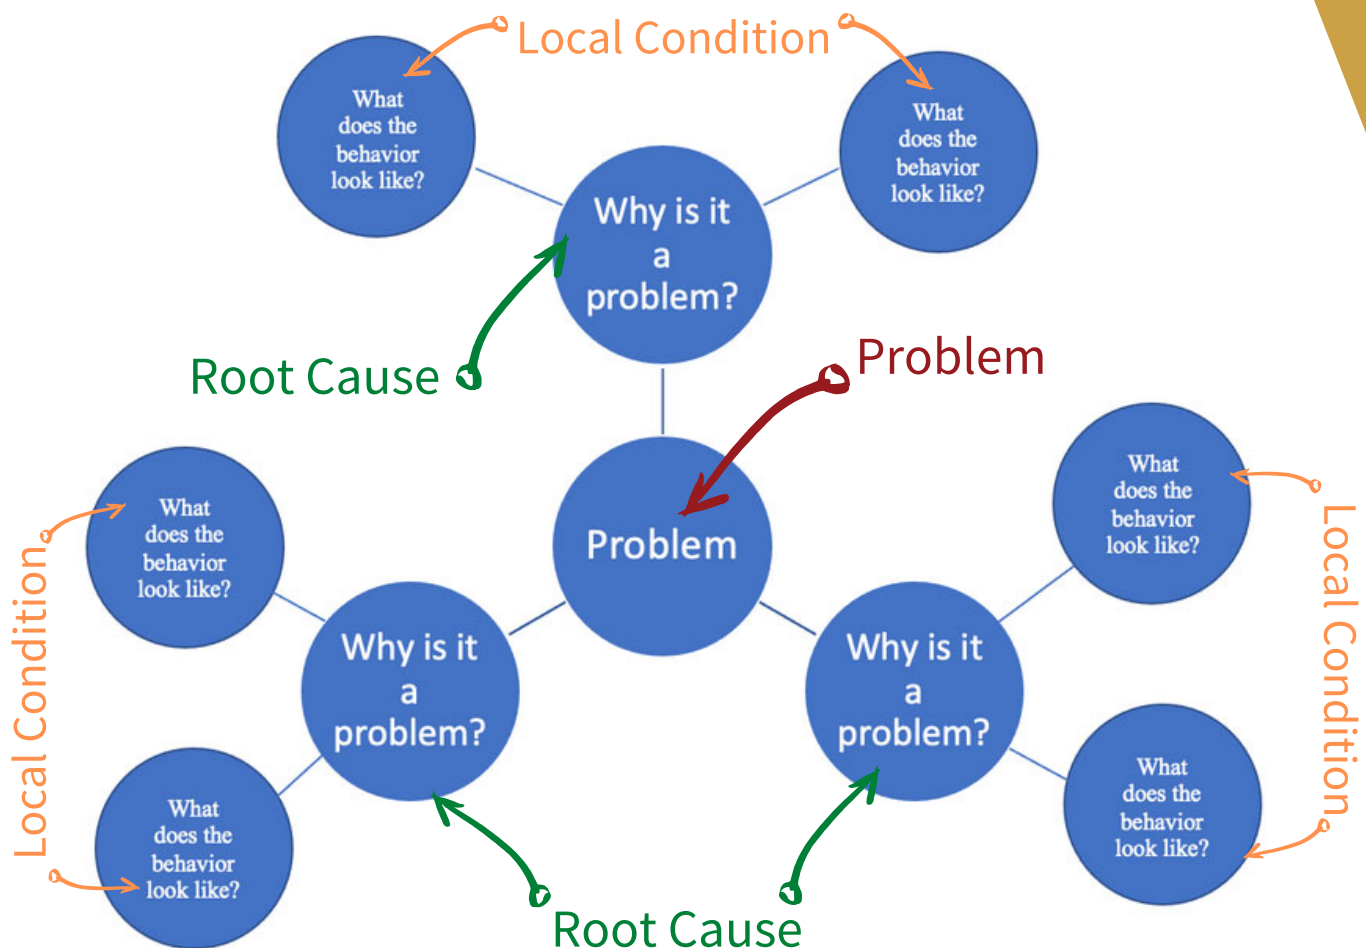 Local Condition
What
does the
behavior
look like?
What
does the
behavior
look like?
Why is it
a
problem?
Root Cause
Problem
Problem
What
does the
behavior
look like?
Local Condition
What
does the
behavior
look like?
Why is it
a
problem?
Why is it
a
problem?
What
does the
behavior
look like?
Local Condition
What
does the
behavior
look like?
Root Cause